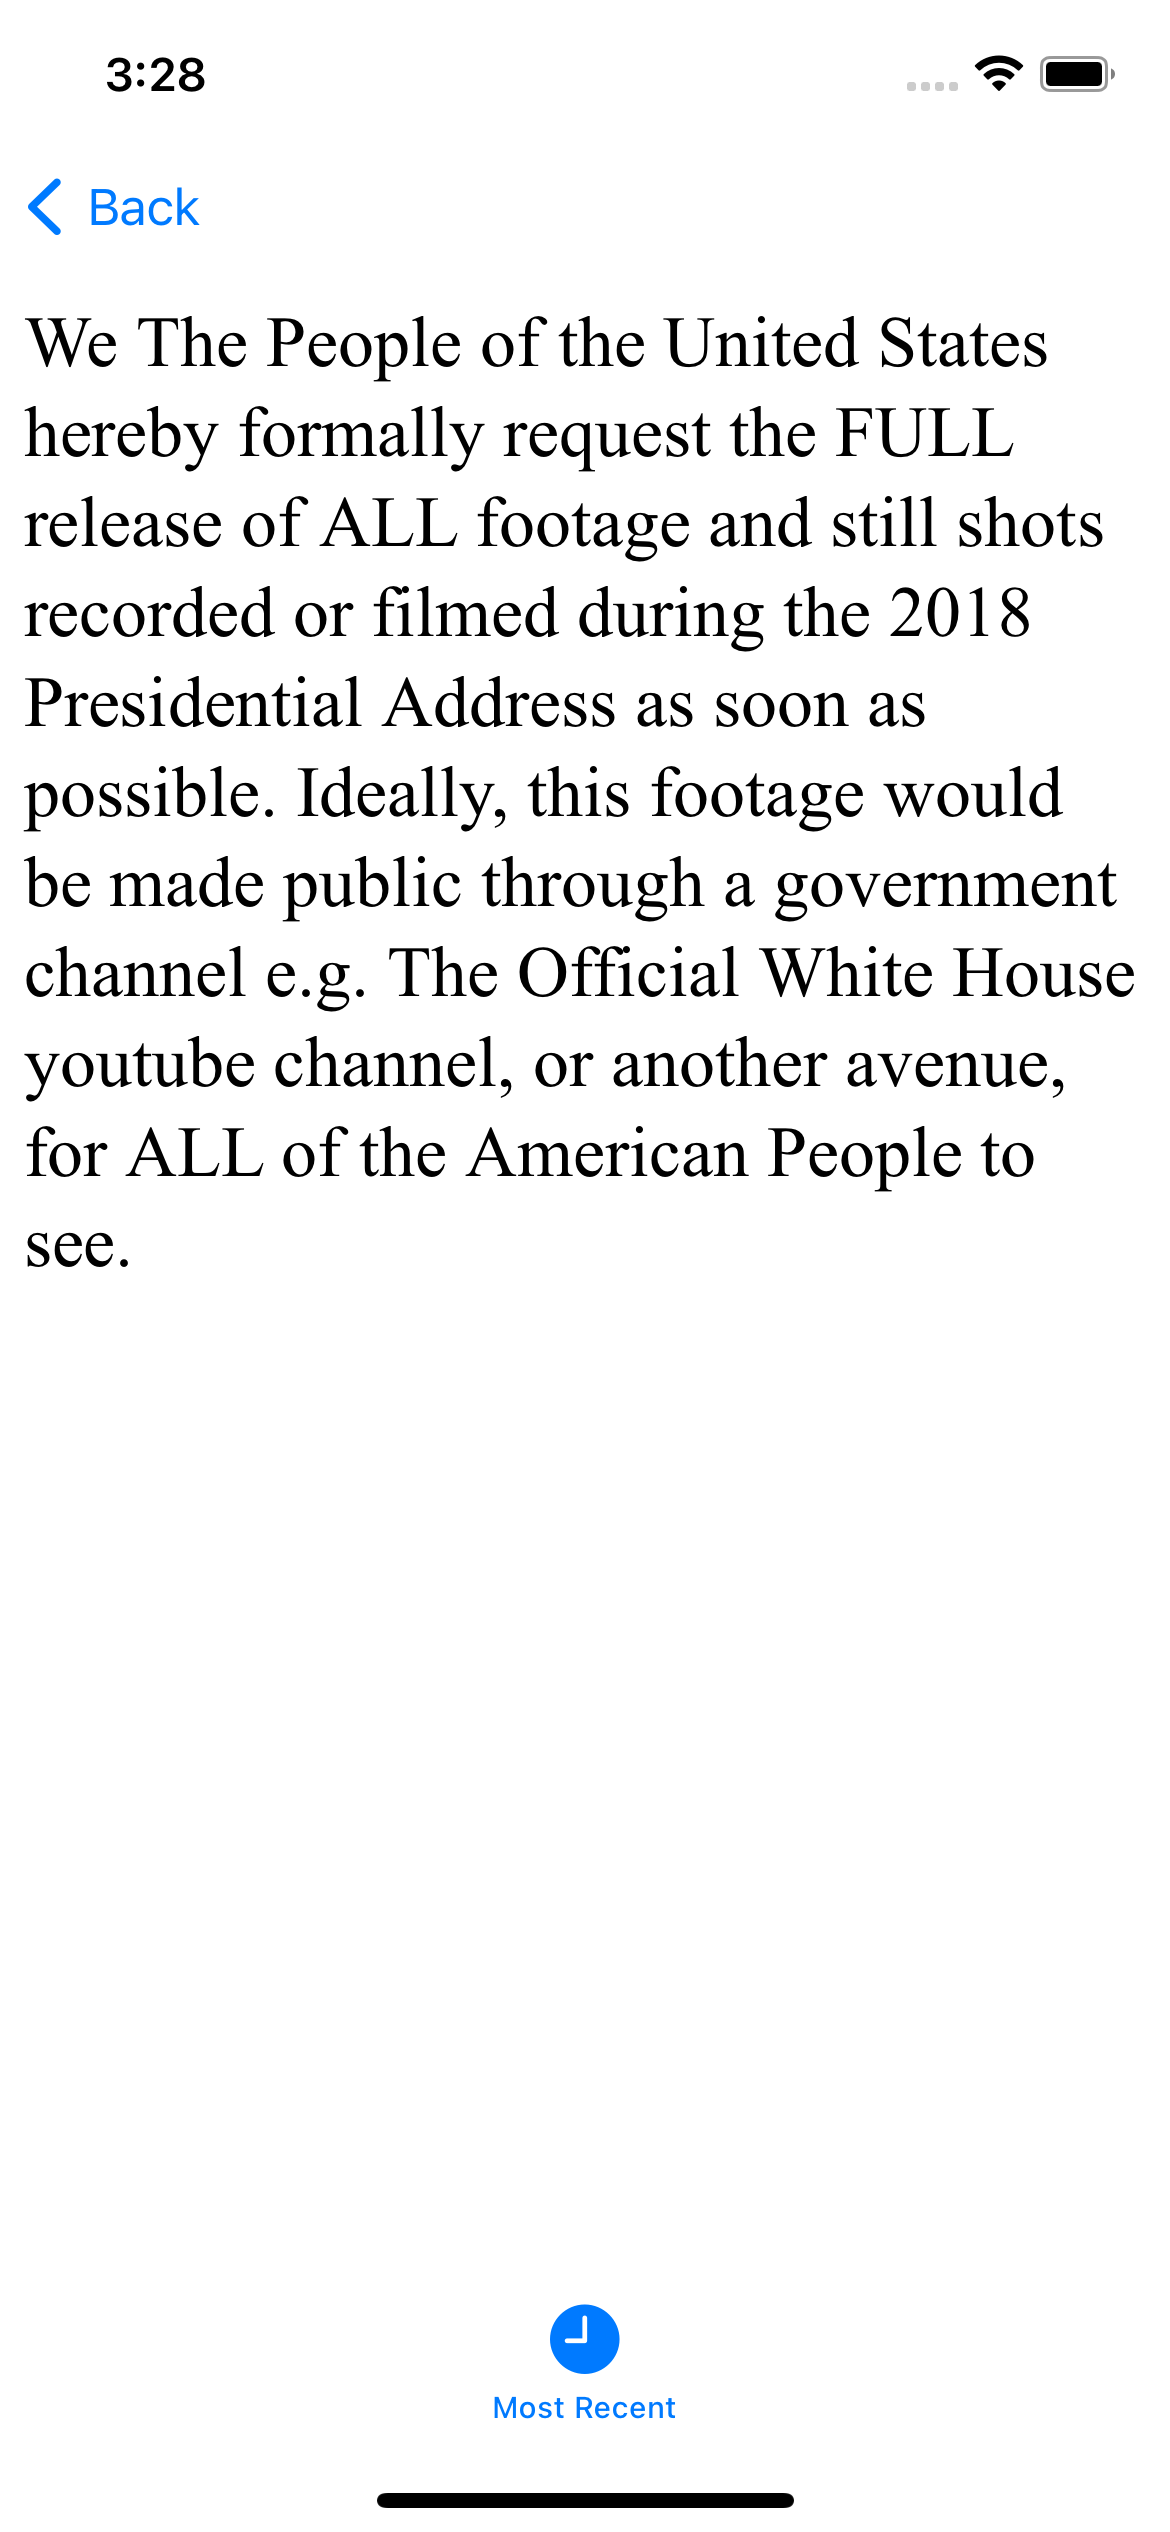 3:28
Back
We The People of the United States
hereby formally request the FULL
release of ALL footage and still shots
recorded or filmed during the 2018
Presidential Address as soon as
possible. Ideally, this footage would
be made public through a government
channel e.g. The Official White House
youtube channel, or another avenue,
for ALL of the American People to
see.
Most Recent